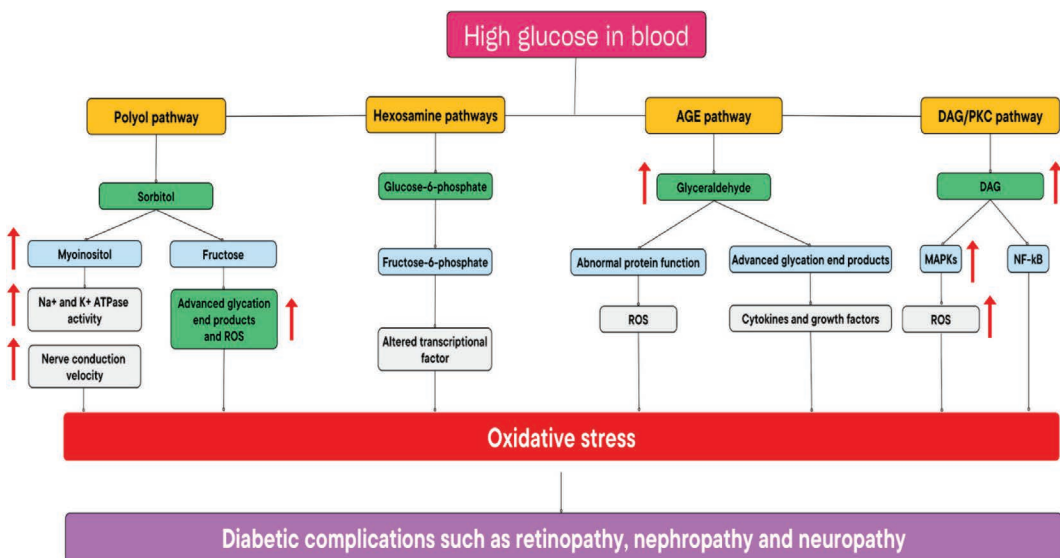 High glucose in blood
Polyol pathway
Hexosamine pathways
AGE pathway
DAG/PKC pathway
Sorbitol
Glucose-6-phosphate
Glyceraldehyde
DAG
Myoinositol
Fructose
Fructose-6-phosphate
Abnormal protein function
Advanced glycation end products
MAPKs
NF-kB
Na+ and K+ ATPase
activity
Advanced glycation
end products
and ROS
ROS
Cytokines and growth factors
ROS
Altered transcriptional
factor
Nerve conduction
velocity
Oxidative stress
Diabetic complications such as retinopathy, nephropathy and neuropathy